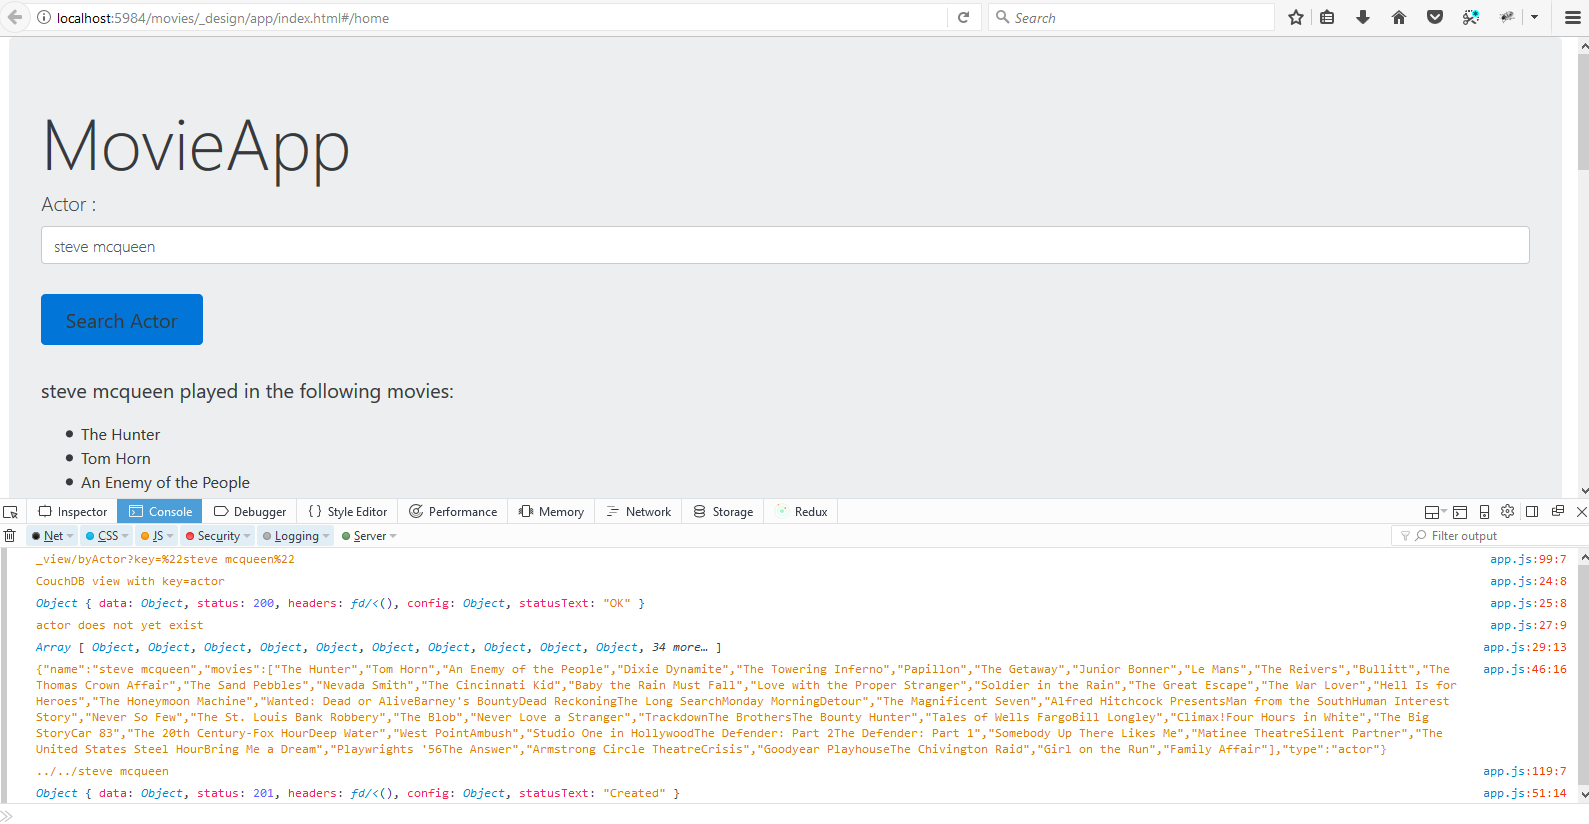 localhost:5984/movies/_design/app/index.html#/home
Search
MovieApp
Actor :
steve mcqueen
Search Actor
steve mcqueen played in the following movies:
The Hunter
Tom Horn
An Enemy of the People
Inspector Console Debugger { } Style Editor Performance Memory Network Storage Redux
Net CSS JS Security Logging Server Filter output
_view/byActor?key=%22steve mcqueen%22 app.js:99:7
CouchDB view with key=actor app.js:24:8
Object { data: Object, status: 200, headers: fd/<(), config: Object, statusText: "OK" } app.js:25:8
actor does not yet exist app.js:27:9
Array [ Object, Object, Object, Object, Object, Object, Object, Object, Object, Object, 34 more… ] app.js:29:13
{"name":"steve mcqueen","movies":["The Hunter","Tom Horn","An Enemy of the People","Dixie Dynamite","The Towering Inferno","Papillon","The Getaway","Junior Bonner","Le Mans","The Reivers","Bullitt","The app.js:46:16
Thomas Crown Affair","The Sand Pebbles","Nevada Smith","The Cincinnati Kid","Baby the Rain Must Fall","Love with the Proper Stranger","Soldier in the Rain","The Great Escape","The War Lover","Hell Is for
Heroes","The Honeymoon Machine","Wanted: Dead or AliveBarney's BountyDead ReckoningThe Long SearchMonday MorningDetour","The Magnificent Seven","Alfred Hitchcock PresentsMan from the SouthHuman Interest
Story","Never So Few","The St. Louis Bank Robbery","The Blob","Never Love a Stranger","TrackdownThe BrothersThe Bounty Hunter","Tales of Wells FargoBill Longley","Climax!Four Hours in White","The Big
StoryCar 83","The 20th Century-Fox HourDeep Water","West PointAmbush","Studio One in HollywoodThe Defender: Part 2The Defender: Part 1","Somebody Up There Likes Me","Matinee TheatreSilent Partner","The
United States Steel HourBring Me a Dream","Playwrights '56The Answer","Armstrong Circle TheatreCrisis","Goodyear PlayhouseThe Chivington Raid","Girl on the Run","Family Affair"],"type":"actor"}
../../steve mcqueen app.js:119:7
Object { data: Object, status: 201, headers: fd/<(), config: Object, statusText: "Created" } app.js:51:14